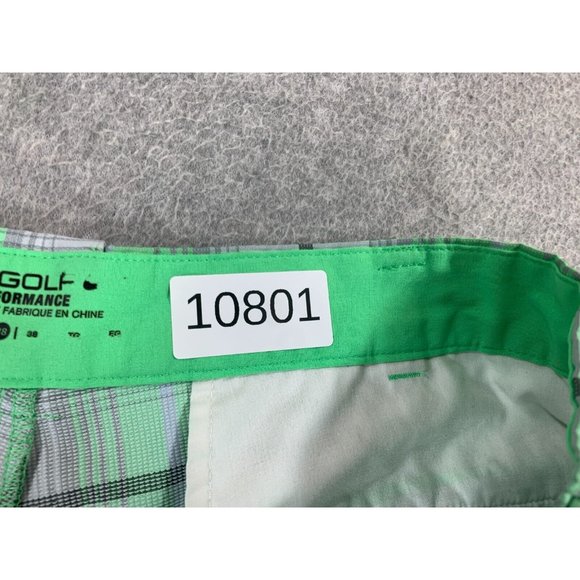 GOLF
FORMANCE
FABRIQUE EN CHINE
38
10801